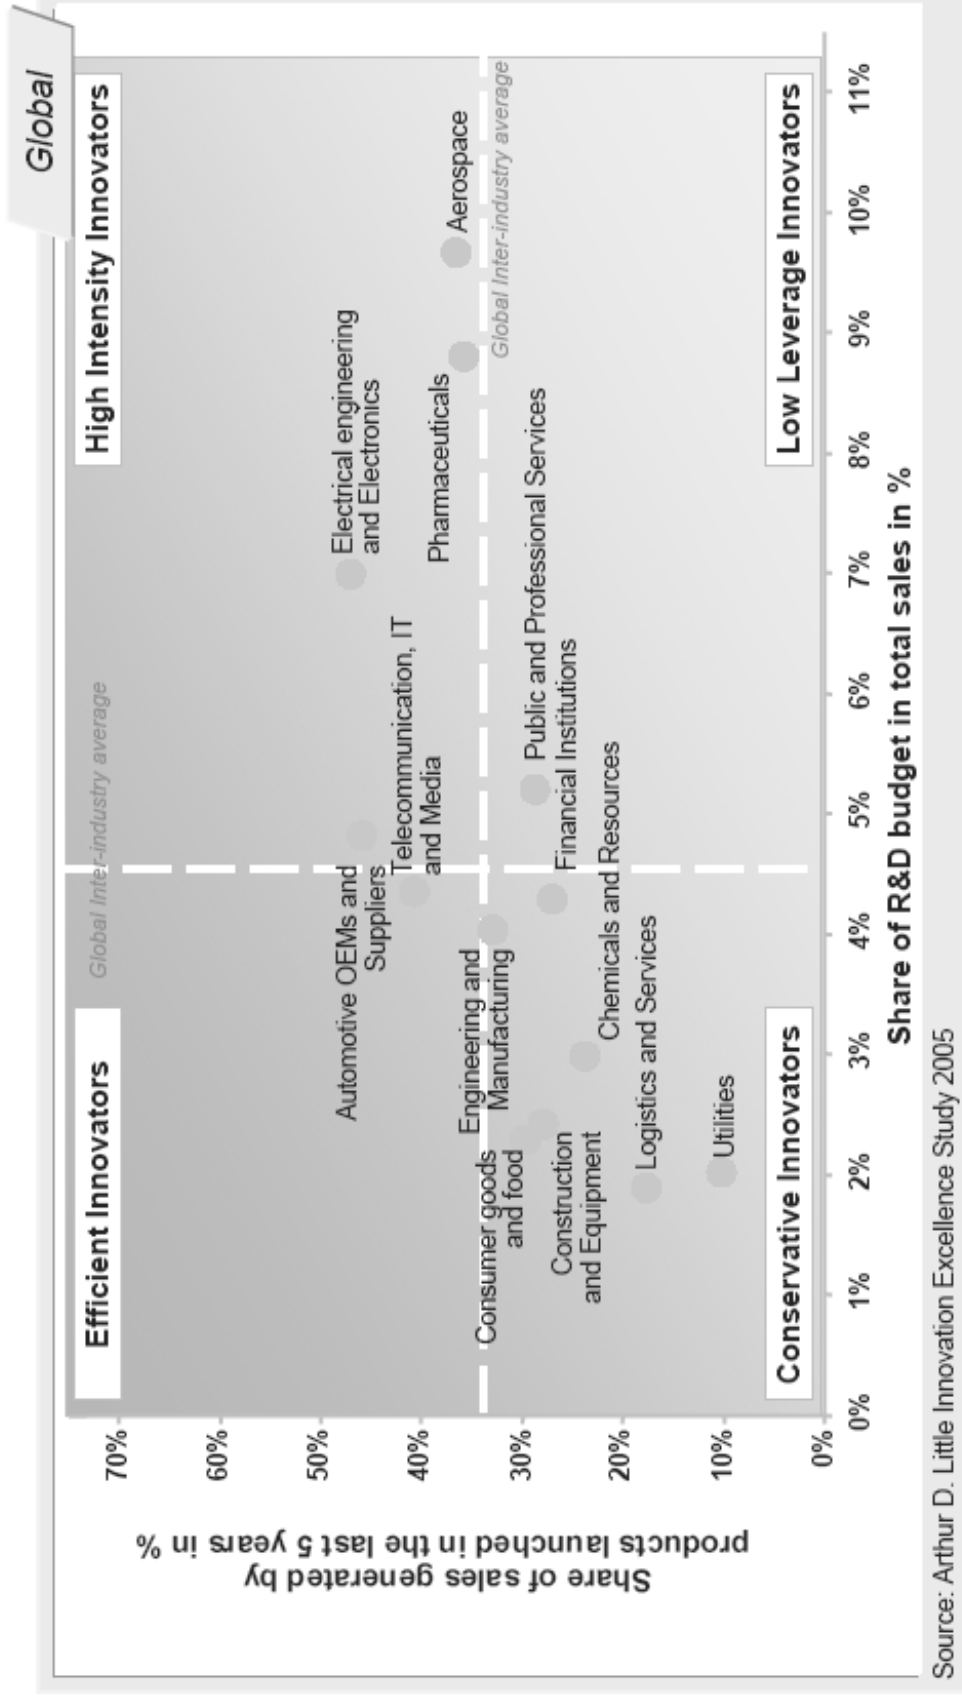 Global
Efficient Innovators
High Intensity Innovators
Global Inter-industry average
Electrical engineering
and Electronics
Automotive OEMs and
Suppliers
Telecommunication, IT
and Media
Pharmaceuticals
Aerospace
Global Inter-industry average
Engineering and
Manufacturing
Consumer goods
and food
Public and Professional Services
Financial Institutions
Construction
and Equipment
Chemicals and Resources
Logistics and Services
Utilities
Conservative Innovators
Low Leverage Innovators
70%
60%
50%
40%
30%
20%
10%
0%
Share of sales generated by
products launched in the last 5 years in %
0% 1% 2% 3% 4% 5% 6% 7% 8% 9% 10% 11%
Share of R&D budget in total sales in %
Source: Arthur D. Little Innovation Excellence Study 2005